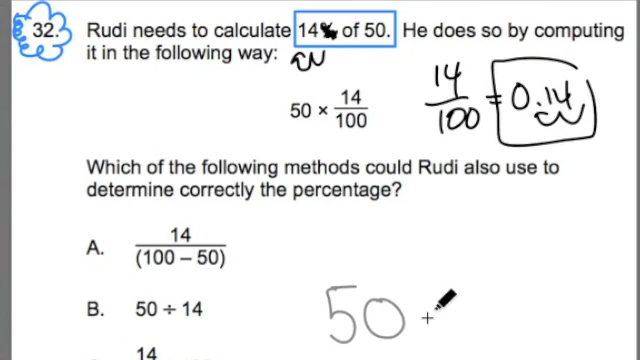 32. Rudi needs to calculate 14% of 50. He does so by computing
it in the following way:
50 × 14/100
14/100 = 0.14
Which of the following methods could Rudi also use to
determine correctly the percentage?
A. 14/(100 – 50)
B. 50 ÷ 14
50
14